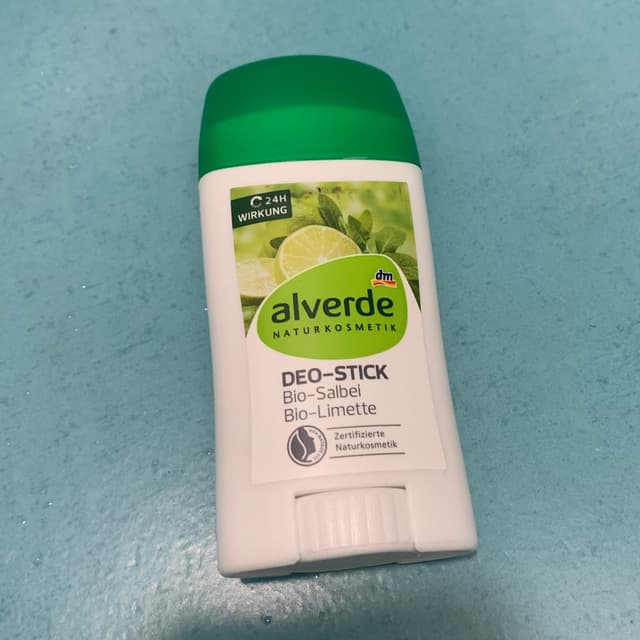 24H
WIRKUNG
dm
alverde
NATURKOSMETIK
DEO-STICK
Bio-Salbei
Bio-Limette
Zertifizierte
Naturkosmetik